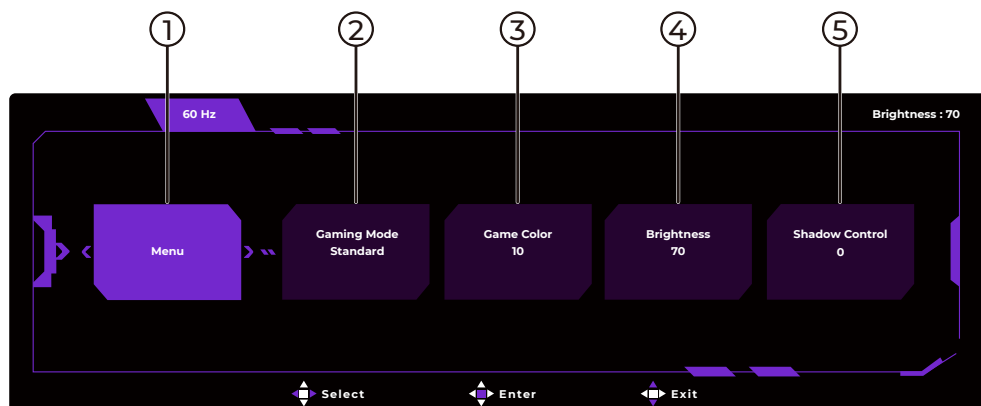 1
2
3
4
5
60 Hz
Brightness : 70
Menu
Gaming Mode
Standard
Game Color
10
Brightness
70
Shadow Control
0
Select
Enter
Exit